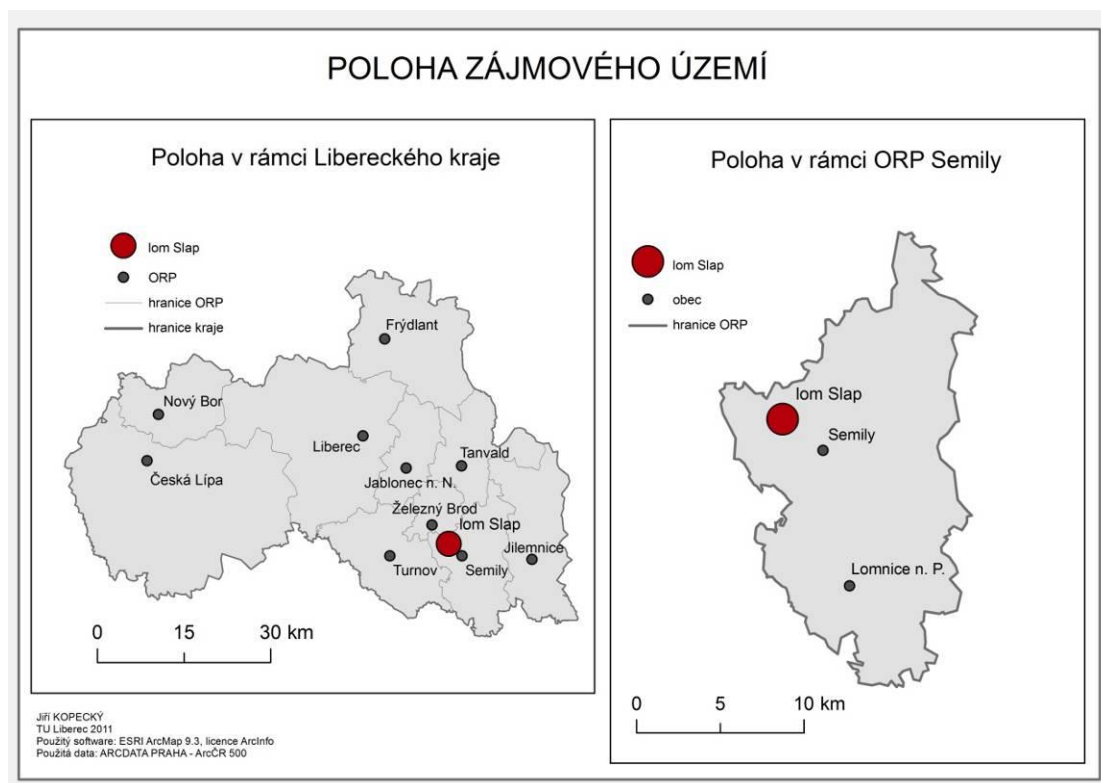 POLOHA ZÁJMOVÉHO ÚZEMÍ
Poloha v rámci Libereckého kraje
lom Slap
ORP
hranice ORP
hranice kraje
Frýdlant
Nový Bor
Liberec
Tanvald
Česká Lípa
Jablonec n. N.
Železný Brod
lom Slap
Jilemnice
Turnov
Semily
0 15 30 km
Poloha v rámci ORP Semily
lom Slap
obec
hranice ORP
lom Slap
Semily
Lomnice n. P.
0 5 10 km
Jiří KOPECKÝ
TU Liberec 2011
Použitý software: ESRI ArcMap 9.3, licence ArcInfo
Použitá data: ARCDATA PRAHA - ArcČR 500